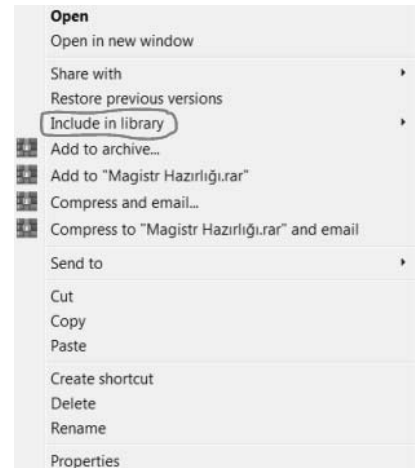 Open
Open in new window
Share with
Restore previous versions
Include in library
Add to archive...
Add to "Magistr Hazırlığı.rar"
Compress and email...
Compress to "Magistr Hazırlığı.rar" and email
Send to
Cut
Copy
Paste
Create shortcut
Delete
Rename
Properties